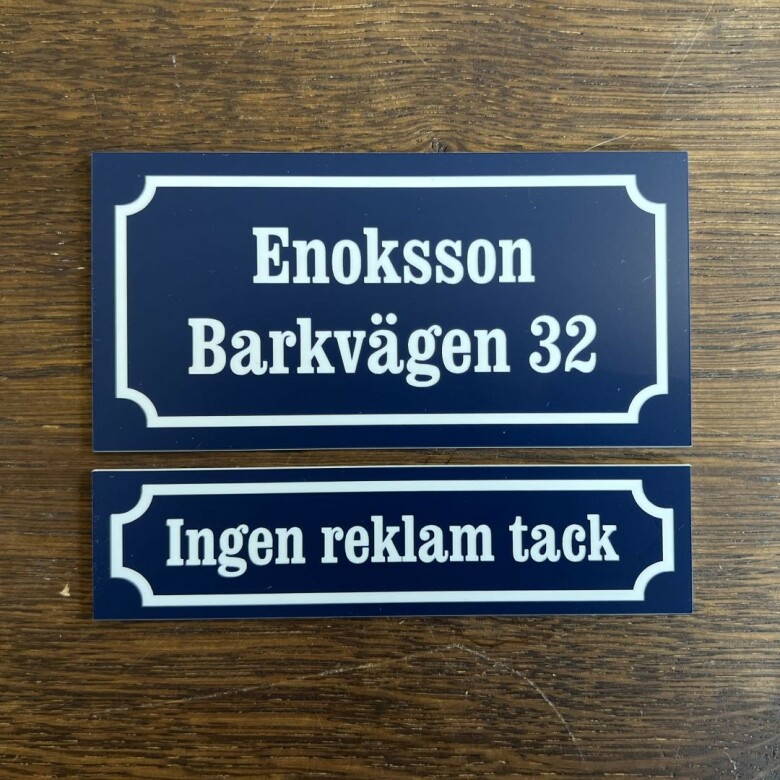 Enoksson
Barkvägen 32
Ingen reklam tack